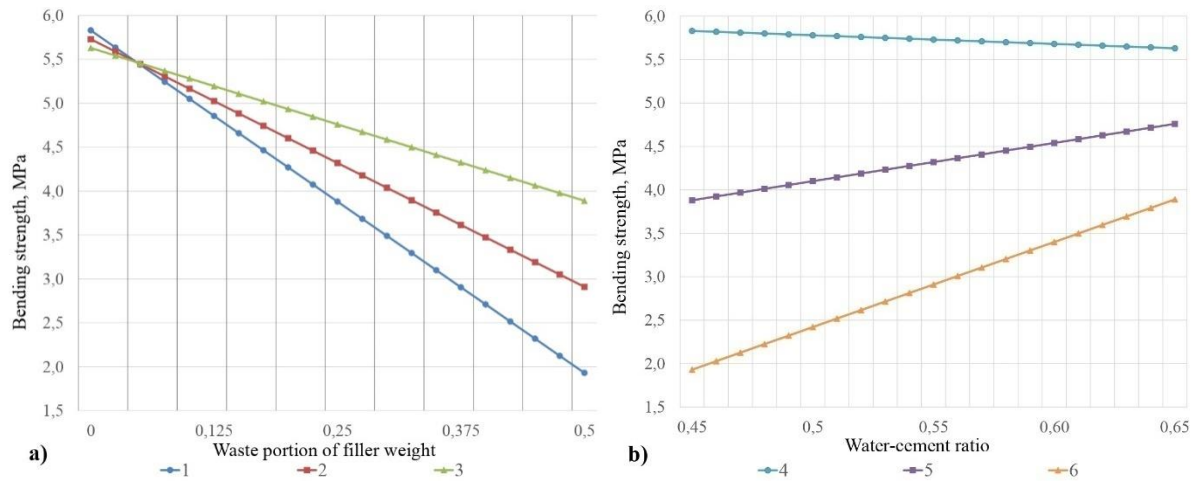 Bending strength, MPa
6,0
5,5
5,0
4,5
4,0
3,5
3,0
2,5
2,0
1,5
0 0,125 0,25 0,375 0,5
Waste portion of filler weight
a)
1 2 3
Bending strength, MPa
6,0
5,5
5,0
4,5
4,0
3,5
3,0
2,5
2,0
1,5
0,45 0,5 0,55 0,60 0,65
Water-cement ratio
b)
4 5 6